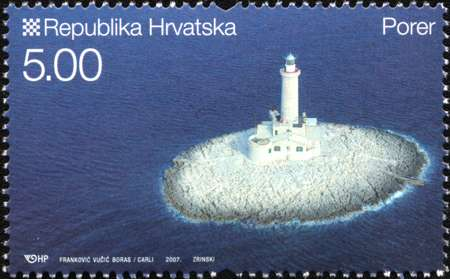 Republika Hrvatska Porer
5.00
HP FRANKOVIĆ VUČIĆ BORAS / CARLI 2007. ZRINSKI